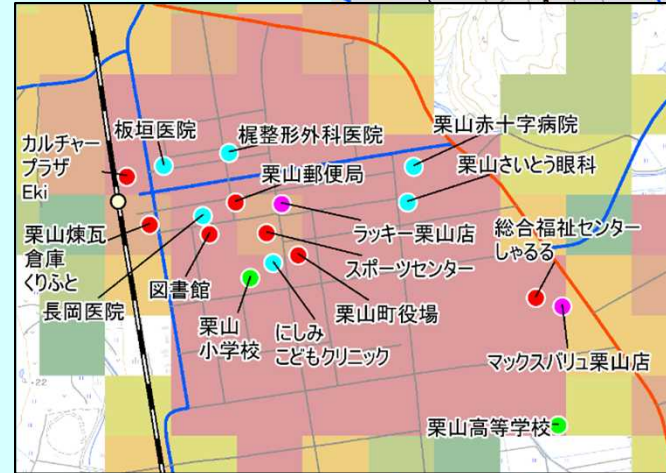 カルチャー
プラザ
Eki
板垣医院
梶整形外科医院
栗山赤十字病院
栗山郵便局
栗山さいとう眼科
栗山煉瓦
倉庫
くりふと
ラッキー栗山店
総合福祉センター
しゃるる
スポーツセンター
長岡医院
図書館
栗山
小学校
にしみ
こどもクリニック
栗山町役場
マックスバリュ栗山店
栗山高等学校